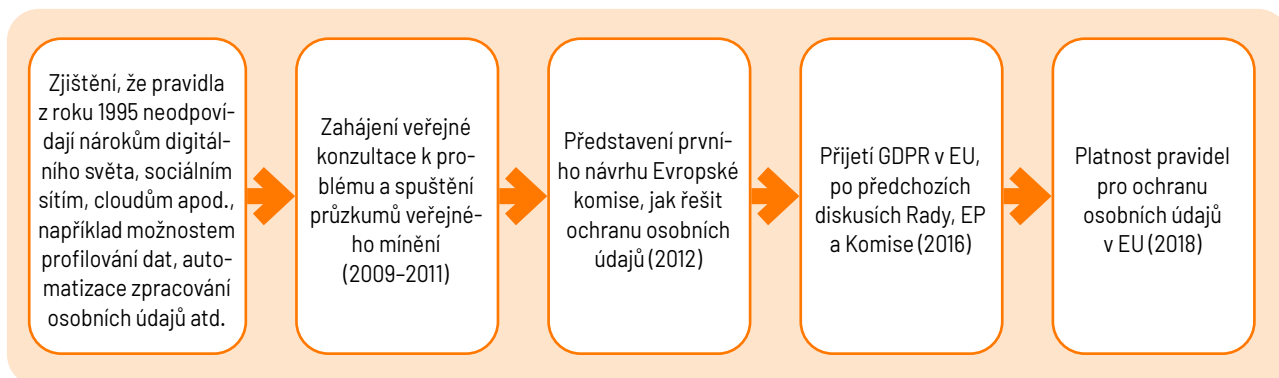 Zjištění, že pravidla
z roku 1995 neodpoví-
dají nárokům digitál-
ního světa, sociálním
sítím, cloudům apod.,
například možnostem
profilování dat, auto-
matizace zpracování
osobních údajů atd.
Zahájení veřejné
konzultace k pro-
blému a spuštění
průzkumů veřejné-
ho mínění
(2009–2011)
Představení první-
ho návrhu Evropské
komise, jak řešit
ochranu osobních
údajů (2012)
Přijetí GDPR v EU,
po předchozích
diskusích Rady, EP
a Komise (2016)
Platnost pravidel
pro ochranu
osobních údajů
v EU (2018)